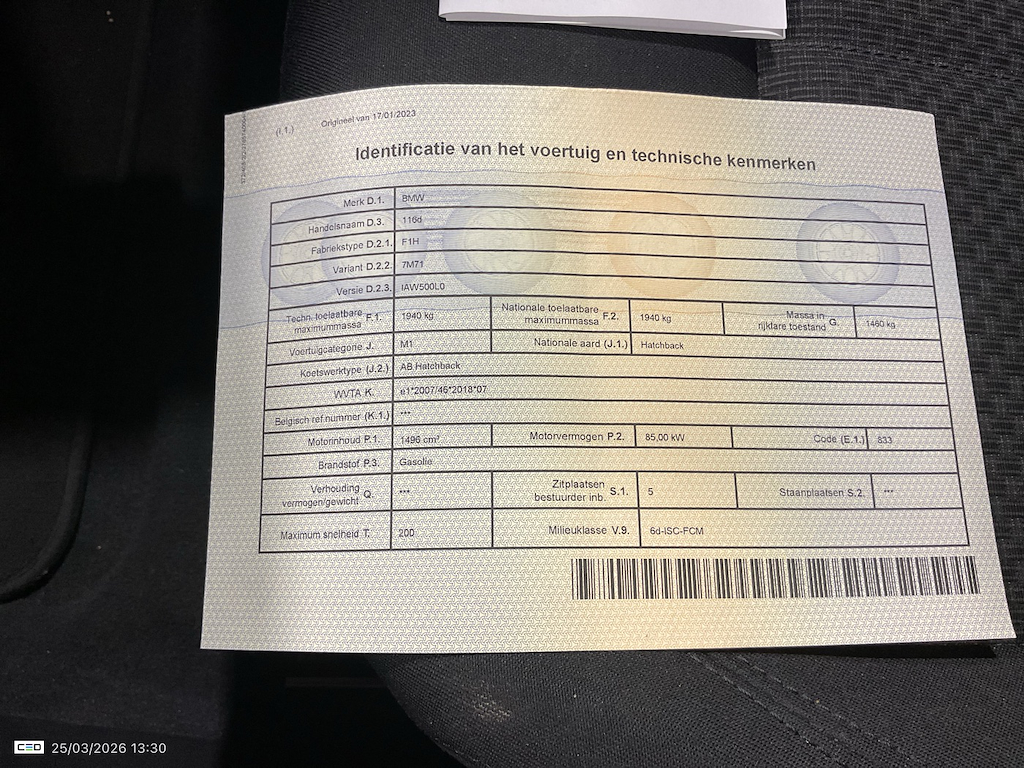 (I.1.) Origineel van 17/01/2023
Identificatie van het voertuig en technische kenmerken
Merk D.1. BMW
Handelsnaam D.3. 116d
Fabriekstype D.2.1. F1H
Variant D.2.2. 7M71
Versie D.2.3. IAW500L0
Techn. toelaatbare maximummassa F.1. 1940 kg Nationale toelaatbare maximummassa F.2. 1940 kg Massa in rijklare toestand G. 1460 kg
Voertuigcategorie J. M1 Nationale aard (J.1.) Hatchback
Koetswerktype (J.2.) AB Hatchback
WVTA K. e1*2007/46*2018*07
Belgisch ref nummer (K.1.) ***
Motorinhoud P.1. 1496 cm³ Motorvermogen P.2. 85,00 kW Code (E.1.) 833
Brandstof P.3. Gasolie
Verhouding vermogen/gewicht Q. *** Zitplaatsen bestuurder inb. S.1. 5 Staanplaatsen S.2. ***
Maximum snelheid T. 200 Milieuklasse V.9. 6d-ISC-FCM
CEO 25/03/2026 13:30